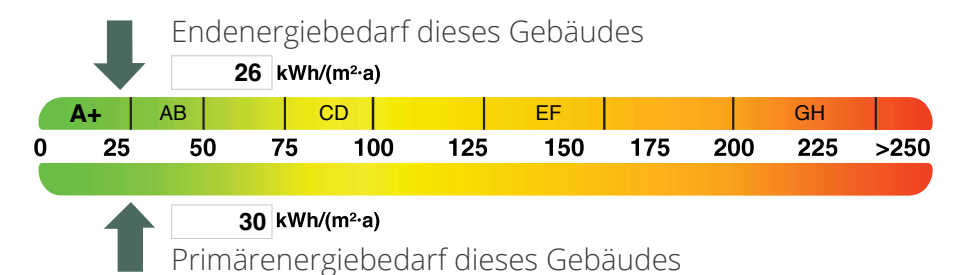 Endenergiebedarf dieses Gebäudes
26 kWh/(m²·a)
A+ AB CD EF GH
0 25 50 75 100 125 150 175 200 225 >250
30 kWh/(m²·a)
Primärenergiebedarf dieses Gebäudes